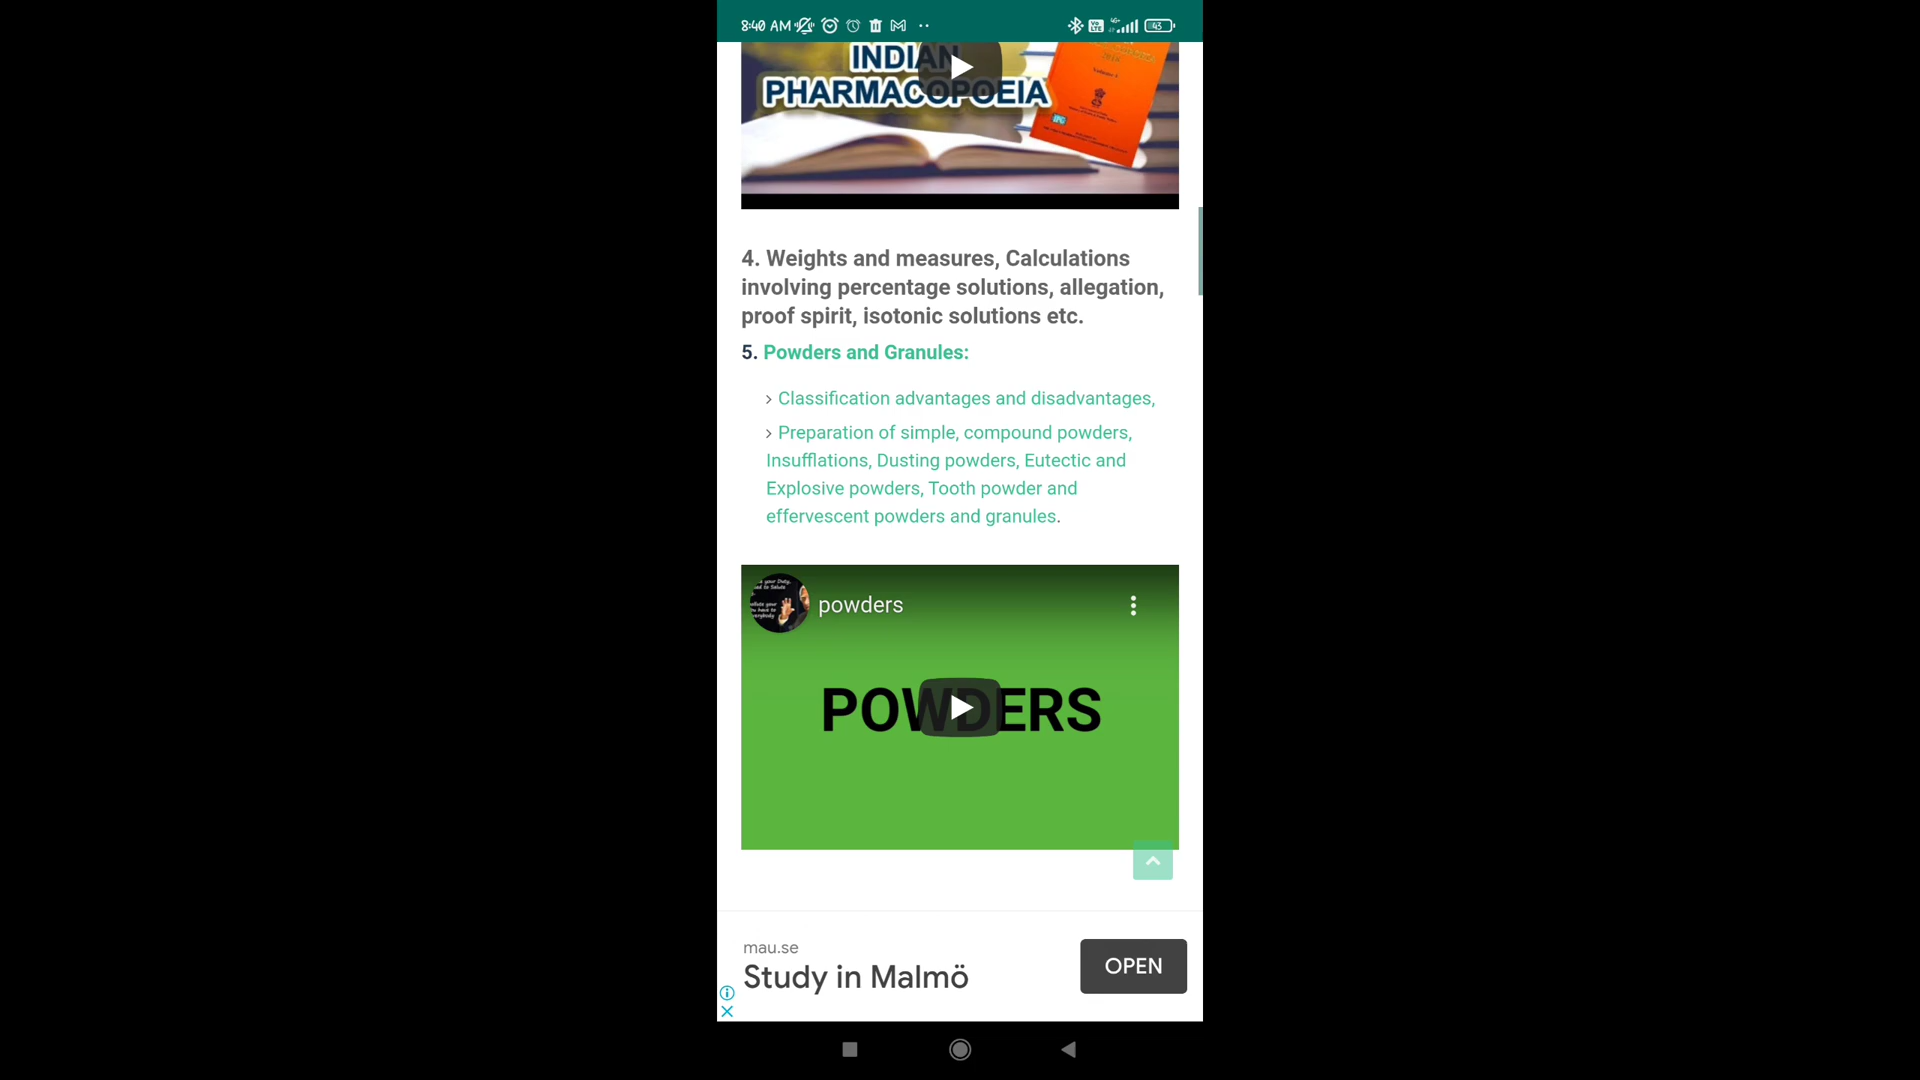 8:40 AM
43
INDIAN
PHARMACOPOEIA
4. Weights and measures, Calculations
involving percentage solutions, allegation,
proof spirit, isotonic solutions etc.
5. Powders and Granules:
Classification advantages and disadvantages,
Preparation of simple, compound powders,
Insufflations, Dusting powders, Eutectic and
Explosive powders, Tooth powder and
effervescent powders and granules.
powders
POWDERS
mau.se
Study in Malmö
OPEN